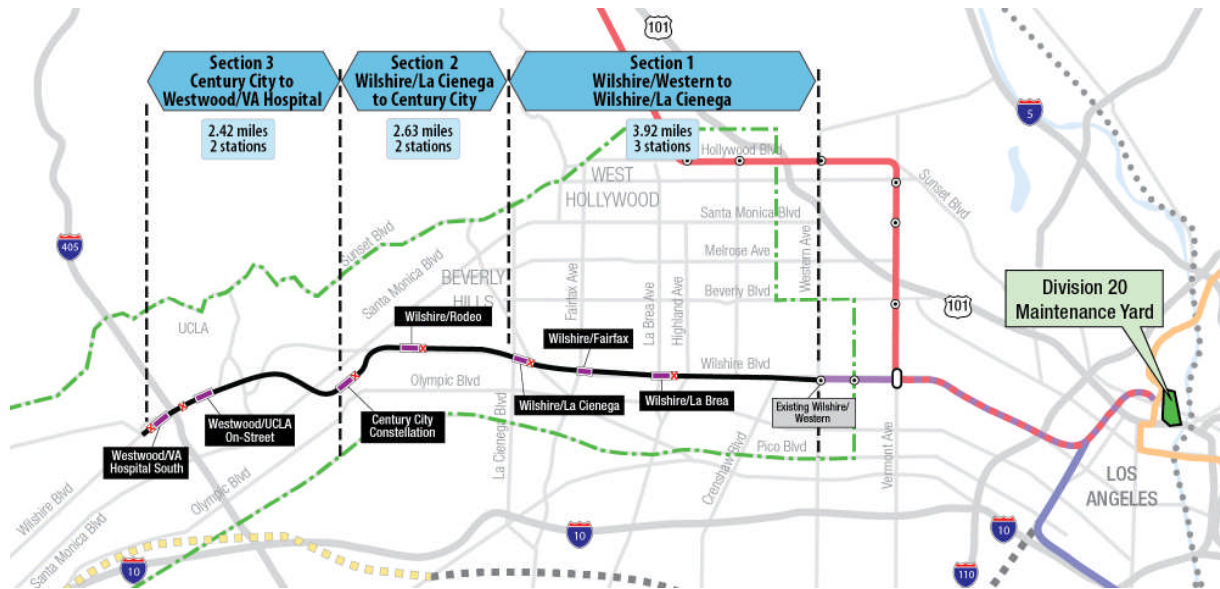 101
Section 3
Century City to
Westwood/VA Hospital
Section 2
Wilshire/La Cienega
to Century City
Section 1
Wilshire/Western to
Wilshire/La Cienega
2.42 miles
2 stations
2.63 miles
2 stations
3.92 miles
3 stations
5
Hollywood Blvd
WEST
HOLLYWOOD
Sunset Blvd
Santa Monica Blvd
Sunset Blvd
405
Santa Monica Blvd
Melrose Ave
Western Ave
BEVERLY
HILLS
Fairfax Ave
La Brea Ave
Highland Ave
Beverly Blvd
101
Division 20
Maintenance Yard
UCLA
Wilshire/Rodeo
Wilshire/Fairfax
Wilshire Blvd
Olympic Blvd
Wilshire/La Cienega
Wilshire/La Brea
Existing Wilshire/
Western
Westwood/UCLA
On-Street
Century City
Constellation
Westwood/VA
Hospital South
La Cienega Blvd
Crenshaw Blvd
Pico Blvd
Vermont Ave
LOS
ANGELES
Wilshire Blvd
Olympic Blvd
Santa Monica Blvd
10
10
10
110